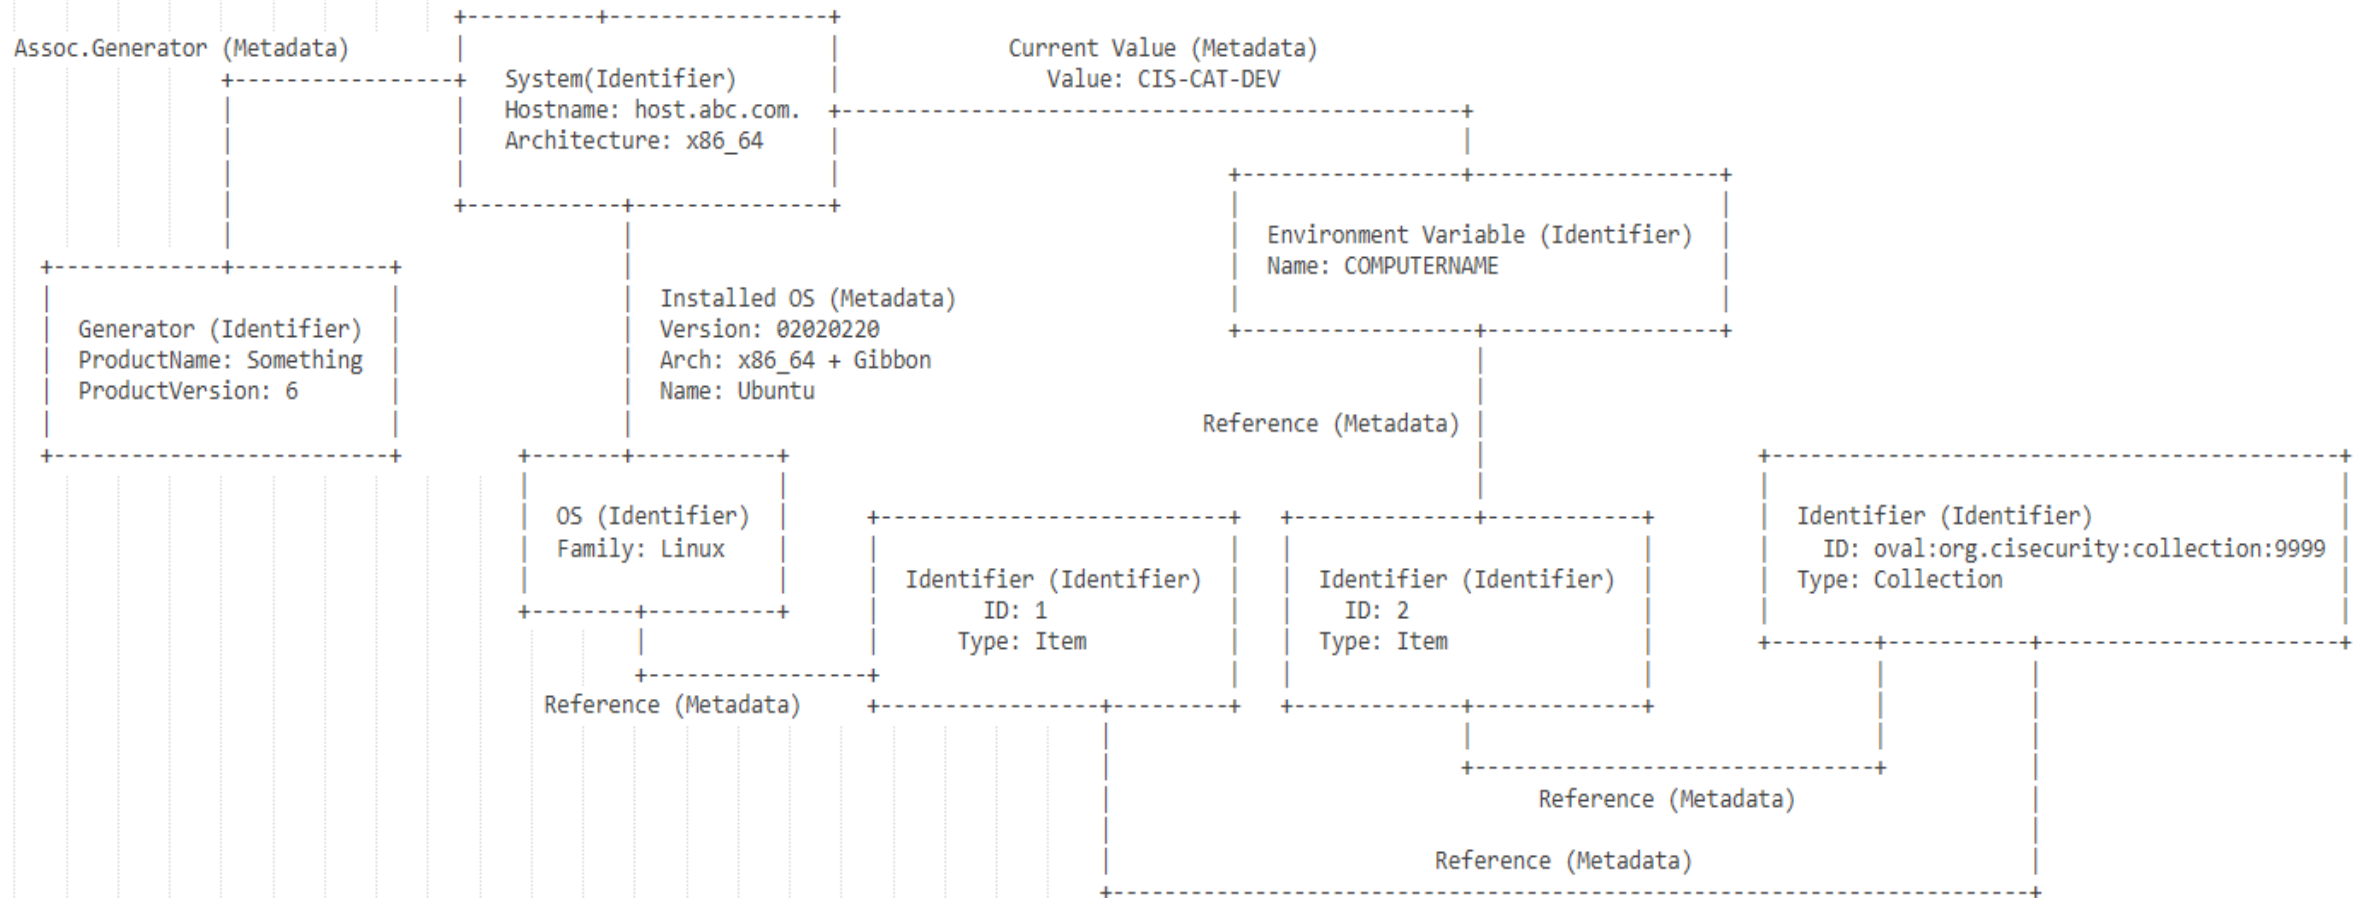 Assoc.Generator (Metadata)
System(Identifier)
Hostname: host.abc.com.
Architecture: x86_64
Current Value (Metadata)
Value: CIS-CAT-DEV
Environment Variable (Identifier)
Name: COMPUTERNAME
Generator (Identifier)
ProductName: Something
ProductVersion: 6
Installed OS (Metadata)
Version: 02020220
Arch: x86_64 + Gibbon
Name: Ubuntu
Reference (Metadata)
OS (Identifier)
Family: Linux
Reference (Metadata)
Identifier (Identifier)
ID: 1
Type: Item
Identifier (Identifier)
ID: 2
Type: Item
Identifier (Identifier)
ID: oval:org.cisecurity:collection:9999
Type: Collection
Reference (Metadata)
Reference (Metadata)